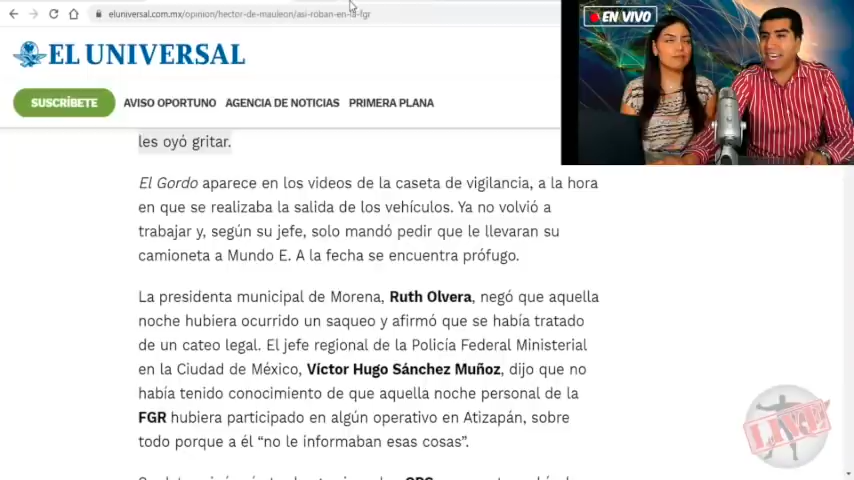 eluniversal.com.mx/opinion/hector-de-mauleon/asi-roban-en-la-fgr
EN VIVO
EL UNIVERSAL
SUSCRÍBETE AVISO OPORTUNO AGENCIA DE NOTICIAS PRIMERA PLANA
les oyó gritar.
El Gordo aparece en los videos de la caseta de vigilancia, a la hora
en que se realizaba la salida de los vehículos. Ya no volvió a
trabajar y, según su jefe, solo mandó pedir que le llevaran su
camioneta a Mundo E. A la fecha se encuentra prófugo.
La presidenta municipal de Morena, Ruth Olvera, negó que aquella
noche hubiera ocurrido un saqueo y afirmó que se había tratado
de un cateo legal. El jefe regional de la Policía Federal Ministerial
en la Ciudad de México, Víctor Hugo Sánchez Muñoz, dijo que no
había tenido conocimiento de que aquella noche personal de la
FGR hubiera participado en algún operativo en Atizapán, sobre
todo porque a él “no le informaban esas cosas”.
LIVE